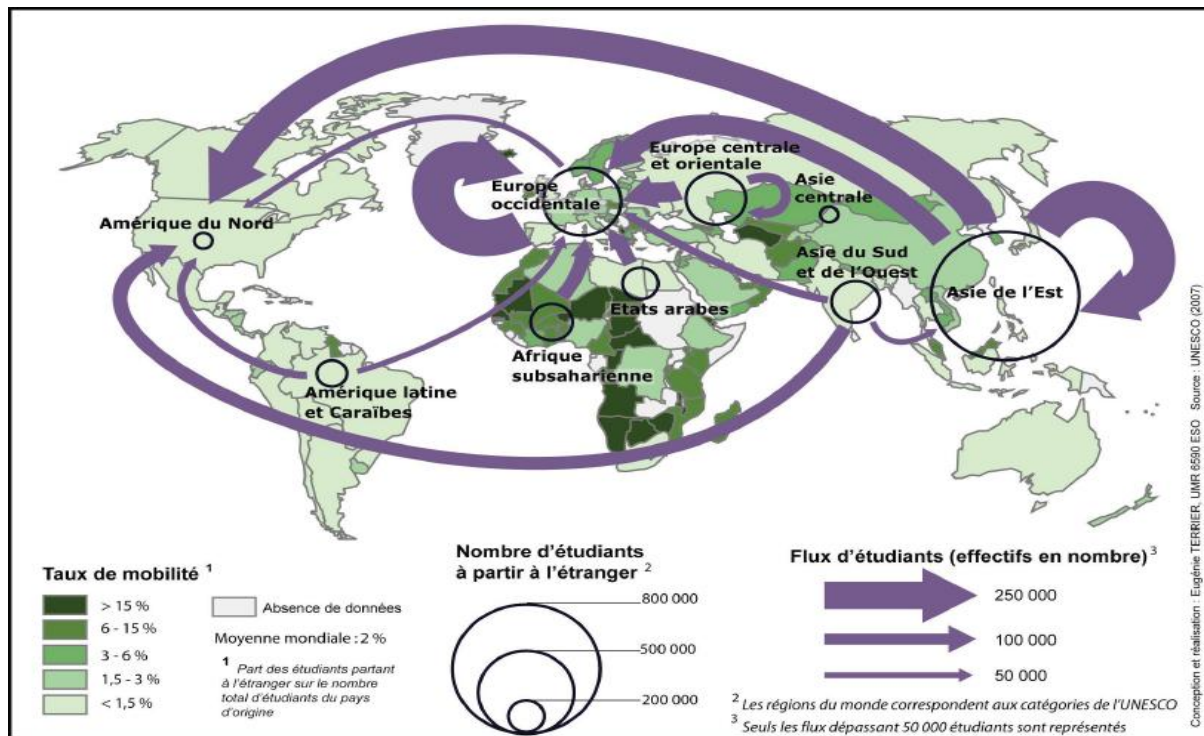 Europe centrale
et orientale
Asie
centrale
Europe
occidentale
Amérique du Nord
Asie du Sud
et de l'Ouest
Asie de l'Est
Etats arabes
Afrique
subsaharienne
Amérique latine
et Caraïbes
Taux de mobilité 1
> 15 %
6 - 15 %
3 - 6 %
1,5 - 3 %
< 1,5 %
Absence de données
Moyenne mondiale : 2 %
1 Part des étudiants partant
à l'étranger sur le nombre
total d'étudiants du pays
d'origine
Nombre d'étudiants
à partir à l'étranger 2
800 000
500 000
200 000
Flux d'étudiants (effectifs en nombre) 3
250 000
100 000
50 000
2 Les régions du monde correspondent aux catégories de l'UNESCO
3 Seuls les flux dépassant 50 000 étudiants sont représentés
Conception et réalisation : Eugénie TERRIER, UMR 6590 ESO Source : UNESCO (2007)